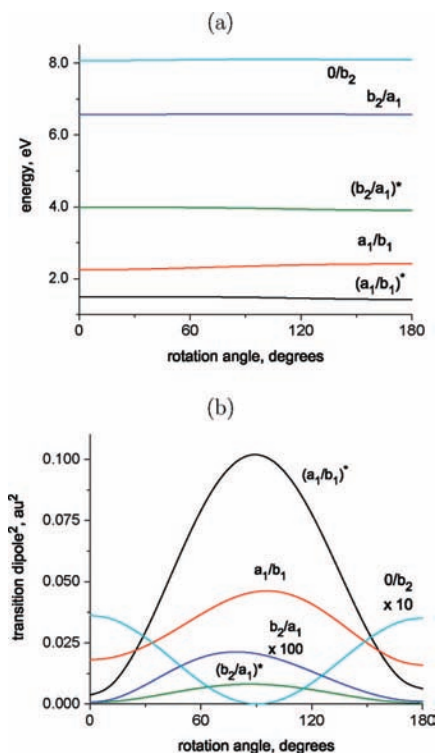 (a)
8.0
0/b₂
b₂/a₁
6.0
energy, eV
(b₂/a₁)*
4.0
a₁/b₁
2.0
(a₁/b₁)*
0 60 120 180
rotation angle, degrees
(b)
0.100
(a₁/b₁)*
0.075
transition dipole², au²
0.050
a₁/b₁
0/b₂
x 10
b₂/a₁
x 100
0.025
(b₂/a₁)*
0.000
0 60 120 180
rotation angle, degrees